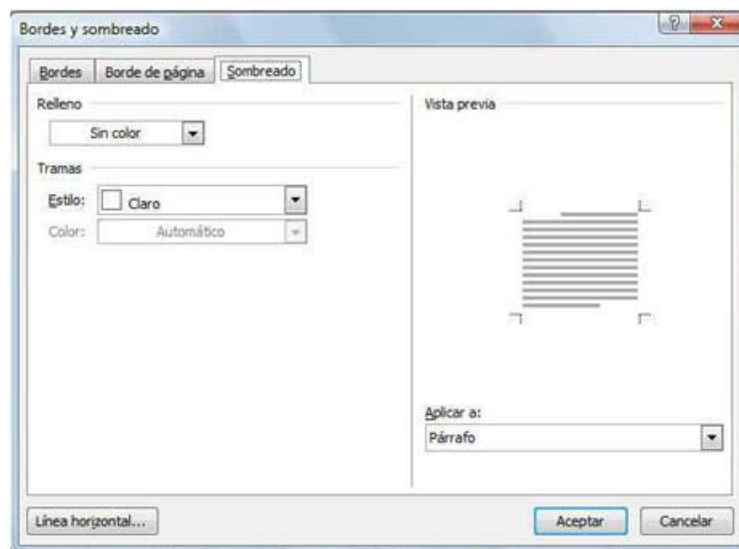 Bordes y sombreado
Bordes
Borde de página
Sombreado
Relleno
Sin color
Tramas
Estilo: Claro
Color: Automático
Vista previa
Aplicar a:
Párrafo
Línea horizontal...
Aceptar
Cancelar